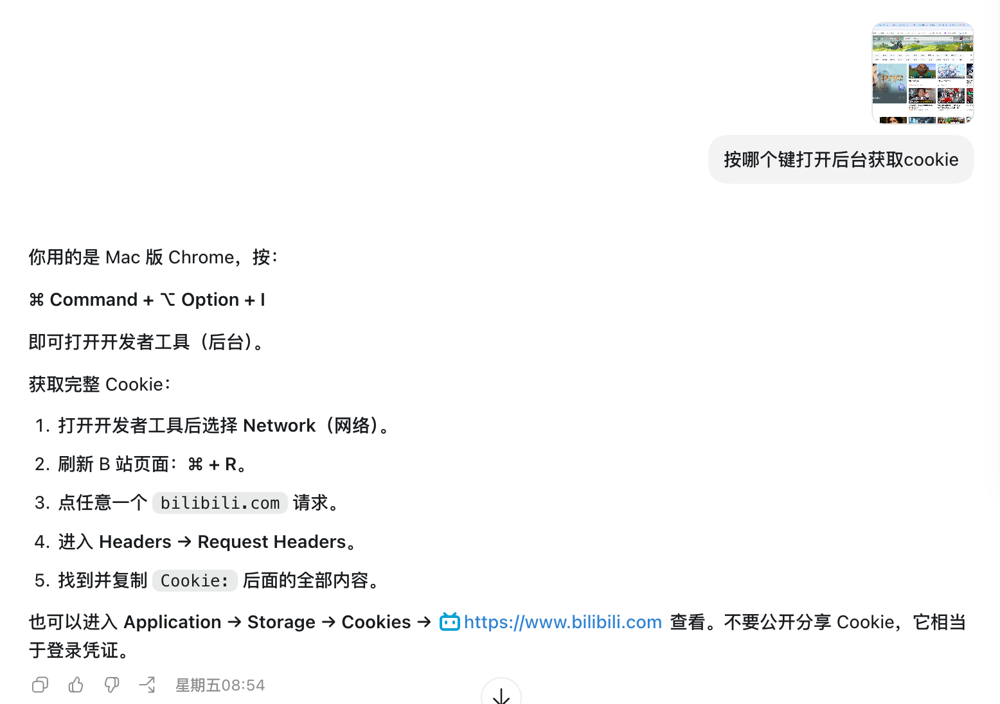 按哪个键打开后台获取cookie
你用的是 Mac 版 Chrome，按：
⌘ Command + ⌥ Option + I
即可打开开发者工具（后台）。
获取完整 Cookie：
1. 打开开发者工具后选择 Network（网络）。
2. 刷新 B 站页面：⌘ + R。
3. 点任意一个 bilibili.com 请求。
4. 进入 Headers → Request Headers。
5. 找到并复制 Cookie: 后面的全部内容。
也可以进入 Application → Storage → Cookies → https://www.bilibili.com 查看。不要公开分享 Cookie，它相当
于登录凭证。
星期五08:54